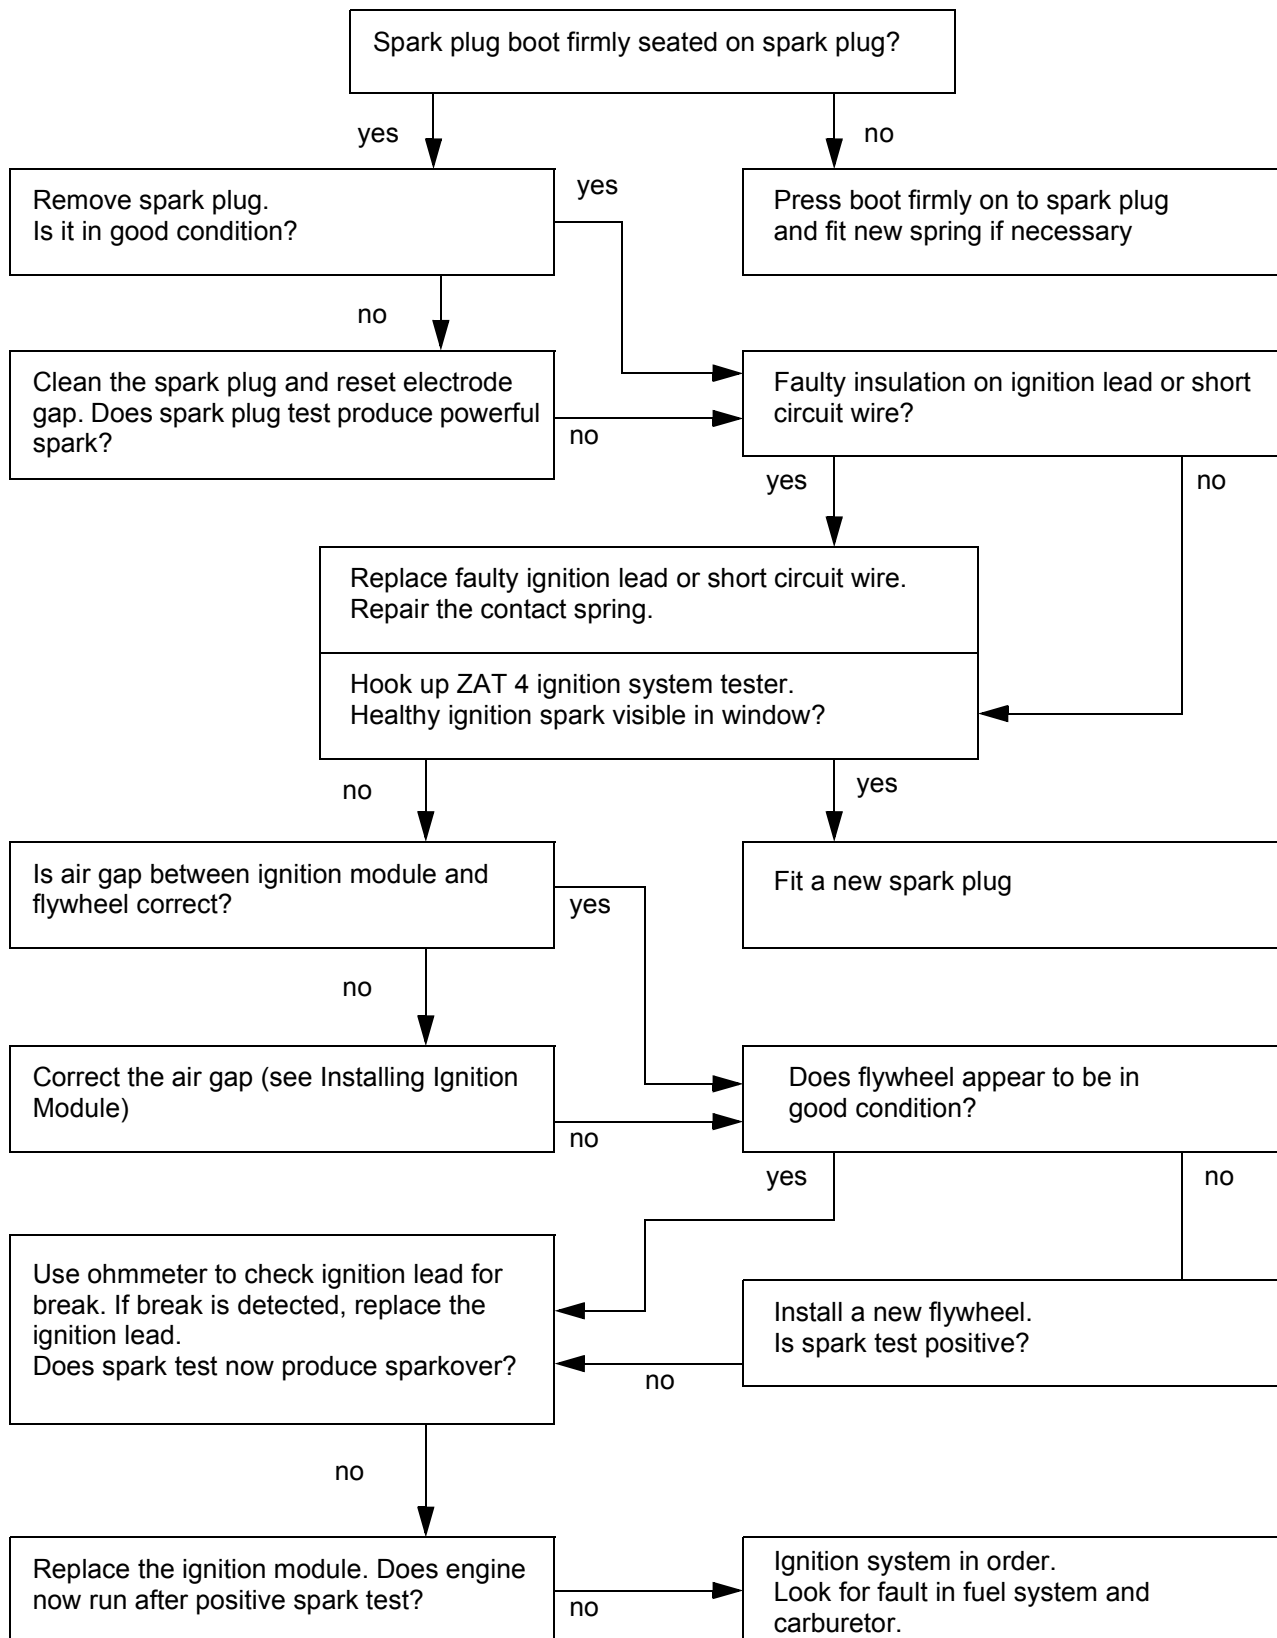 Spark plug boot firmly seated on spark plug?
yes
no
Remove spark plug.
Is it in good condition?
yes
Press boot firmly on to spark plug
and fit new spring if necessary
no
Clean the spark plug and reset electrode
gap. Does spark plug test produce powerful
spark?
no
Faulty insulation on ignition lead or short
circuit wire?
yes
no
Replace faulty ignition lead or short circuit wire.
Repair the contact spring.
Hook up ZAT 4 ignition system tester.
Healthy ignition spark visible in window?
no
yes
Is air gap between ignition module and
flywheel correct?
yes
Fit a new spark plug
no
Correct the air gap (see Installing Ignition
Module)
no
Does flywheel appear to be in
good condition?
yes
no
Use ohmmeter to check ignition lead for
break. If break is detected, replace the
ignition lead.
Does spark test now produce sparkover?
Install a new flywheel.
Is spark test positive?
no
no
Replace the ignition module. Does engine
now run after positive spark test?
no
Ignition system in order.
Look for fault in fuel system and
carburetor.